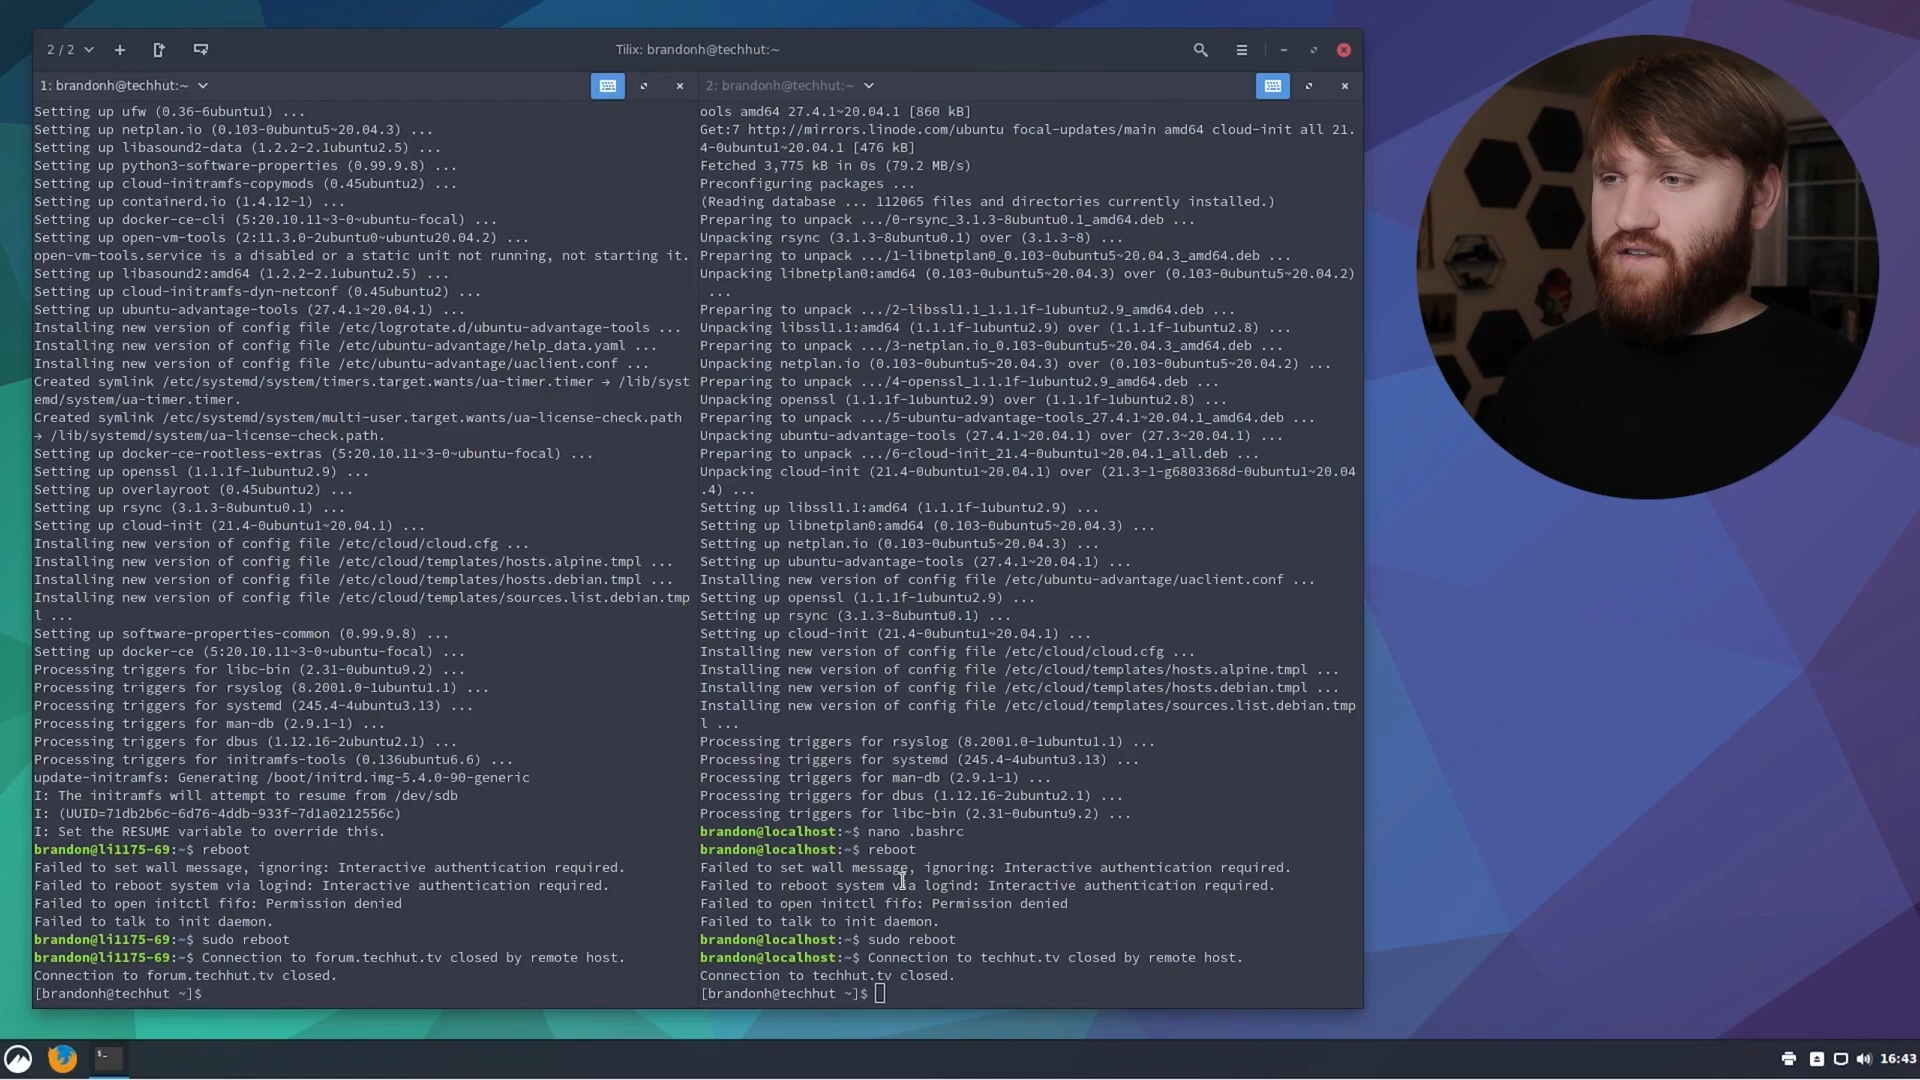 2 / 2
Tilix: brandonh@techhut:~
1: brandonh@techhut:~
Setting up ufw (0.36-6ubuntu1) ...
Setting up netplan.io (0.103-0ubuntu5~20.04.3) ...
Setting up libasound2-data (1.2.2-2.1ubuntu2.5) ...
Setting up python3-software-properties (0.99.9.8) ...
Setting up cloud-initramfs-copymods (0.45ubuntu2) ...
Setting up containerd.io (1.4.12-1) ...
Setting up docker-ce-cli (5:20.10.11~3-0~ubuntu-focal) ...
Setting up open-vm-tools (2:11.3.0-2ubuntu0~ubuntu20.04.2) ...
open-vm-tools.service is a disabled or a static unit not running, not starting it.
Setting up libasound2:amd64 (1.2.2-2.1ubuntu2.5) ...
Setting up cloud-initramfs-dyn-netconf (0.45ubuntu2) ...
Setting up ubuntu-advantage-tools (27.4.1~20.04.1) ...
Installing new version of config file /etc/logrotate.d/ubuntu-advantage-tools ...
Installing new version of config file /etc/ubuntu-advantage/help_data.yaml ...
Installing new version of config file /etc/ubuntu-advantage/uaclient.conf ...
Created symlink /etc/systemd/system/timers.target.wants/ua-timer.timer → /lib/syst
emd/system/ua-timer.timer.
Created symlink /etc/systemd/system/multi-user.target.wants/ua-license-check.path
→ /lib/systemd/system/ua-license-check.path.
Setting up docker-ce-rootless-extras (5:20.10.11~3-0~ubuntu-focal) ...
Setting up openssl (1.1.1f-1ubuntu2.9) ...
Setting up overlayroot (0.45ubuntu2) ...
Setting up rsync (3.1.3-8ubuntu0.1) ...
Setting up cloud-init (21.4-0ubuntu1~20.04.1) ...
Installing new version of config file /etc/cloud/cloud.cfg ...
Installing new version of config file /etc/cloud/templates/hosts.alpine.tmpl ...
Installing new version of config file /etc/cloud/templates/hosts.debian.tmpl ...
Installing new version of config file /etc/cloud/templates/sources.list.debian.tmp
l ...
Setting up software-properties-common (0.99.9.8) ...
Setting up docker-ce (5:20.10.11~3-0~ubuntu-focal) ...
Processing triggers for libc-bin (2.31-0ubuntu9.2) ...
Processing triggers for rsyslog (8.2001.0-1ubuntu1.1) ...
Processing triggers for systemd (245.4-4ubuntu3.13) ...
Processing triggers for man-db (2.9.1-1) ...
Processing triggers for dbus (1.12.16-2ubuntu2.1) ...
Processing triggers for initramfs-tools (0.136ubuntu6.6) ...
update-initramfs: Generating /boot/initrd.img-5.4.0-90-generic
I: The initramfs will attempt to resume from /dev/sdb
I: (UUID=71db2b6c-6d76-4ddb-933f-7d1a0212556c)
I: Set the RESUME variable to override this.
brandon@li1175-69:~$ reboot
Failed to set wall message, ignoring: Interactive authentication required.
Failed to reboot system via logind: Interactive authentication required.
Failed to open initctl fifo: Permission denied
Failed to talk to init daemon.
brandon@li1175-69:~$ sudo reboot
brandon@li1175-69:~$ Connection to forum.techhut.tv closed by remote host.
Connection to forum.techhut.tv closed.
[brandonh@techhut ~]$
2: brandonh@techhut:~
ools amd64 27.4.1~20.04.1 [860 kB]
Get:7 http://mirrors.linode.com/ubuntu focal-updates/main amd64 cloud-init all 21.
4-0ubuntu1~20.04.1 [476 kB]
Fetched 3,775 kB in 0s (79.2 MB/s)
Preconfiguring packages ...
(Reading database ... 112065 files and directories currently installed.)
Preparing to unpack .../0-rsync_3.1.3-8ubuntu0.1_amd64.deb ...
Unpacking rsync (3.1.3-8ubuntu0.1) over (3.1.3-8) ...
Preparing to unpack .../1-libnetplan0_0.103-0ubuntu5~20.04.3_amd64.deb ...
Unpacking libnetplan0:amd64 (0.103-0ubuntu5~20.04.3) over (0.103-0ubuntu5~20.04.2)
...
Preparing to unpack .../2-libssl1.1_1.1.1f-1ubuntu2.9_amd64.deb ...
Unpacking libssl1.1:amd64 (1.1.1f-1ubuntu2.9) over (1.1.1f-1ubuntu2.8) ...
Preparing to unpack .../3-netplan.io_0.103-0ubuntu5~20.04.3_amd64.deb ...
Unpacking netplan.io (0.103-0ubuntu5~20.04.3) over (0.103-0ubuntu5~20.04.2) ...
Preparing to unpack .../4-openssl_1.1.1f-1ubuntu2.9_amd64.deb ...
Unpacking openssl (1.1.1f-1ubuntu2.9) over (1.1.1f-1ubuntu2.8) ...
Preparing to unpack .../5-ubuntu-advantage-tools_27.4.1~20.04.1_amd64.deb ...
Unpacking ubuntu-advantage-tools (27.4.1~20.04.1) over (27.3~20.04.1) ...
Preparing to unpack .../6-cloud-init_21.4-0ubuntu1~20.04.1_all.deb ...
Unpacking cloud-init (21.4-0ubuntu1~20.04.1) over (21.3-1-g6803368d-0ubuntu1~20.04
.4) ...
Setting up libssl1.1:amd64 (1.1.1f-1ubuntu2.9) ...
Setting up libnetplan0:amd64 (0.103-0ubuntu5~20.04.3) ...
Setting up netplan.io (0.103-0ubuntu5~20.04.3) ...
Setting up ubuntu-advantage-tools (27.4.1~20.04.1) ...
Installing new version of config file /etc/ubuntu-advantage/uaclient.conf ...
Setting up openssl (1.1.1f-1ubuntu2.9) ...
Setting up rsync (3.1.3-8ubuntu0.1) ...
Setting up cloud-init (21.4-0ubuntu1~20.04.1) ...
Installing new version of config file /etc/cloud/cloud.cfg ...
Installing new version of config file /etc/cloud/templates/hosts.alpine.tmpl ...
Installing new version of config file /etc/cloud/templates/hosts.debian.tmpl ...
Installing new version of config file /etc/cloud/templates/sources.list.debian.tmp
l ...
Processing triggers for rsyslog (8.2001.0-1ubuntu1.1) ...
Processing triggers for systemd (245.4-4ubuntu3.13) ...
Processing triggers for man-db (2.9.1-1) ...
Processing triggers for dbus (1.12.16-2ubuntu2.1) ...
Processing triggers for libc-bin (2.31-0ubuntu9.2) ...
brandon@localhost:~$ nano .bashrc
brandon@localhost:~$ reboot
Failed to set wall message, ignoring: Interactive authentication required.
Failed to reboot system via logind: Interactive authentication required.
Failed to open initctl fifo: Permission denied
Failed to talk to init daemon.
brandon@localhost:~$ sudo reboot
brandon@localhost:~$ Connection to techhut.tv closed by remote host.
Connection to techhut.tv closed.
[brandonh@techhut ~]$
16:43